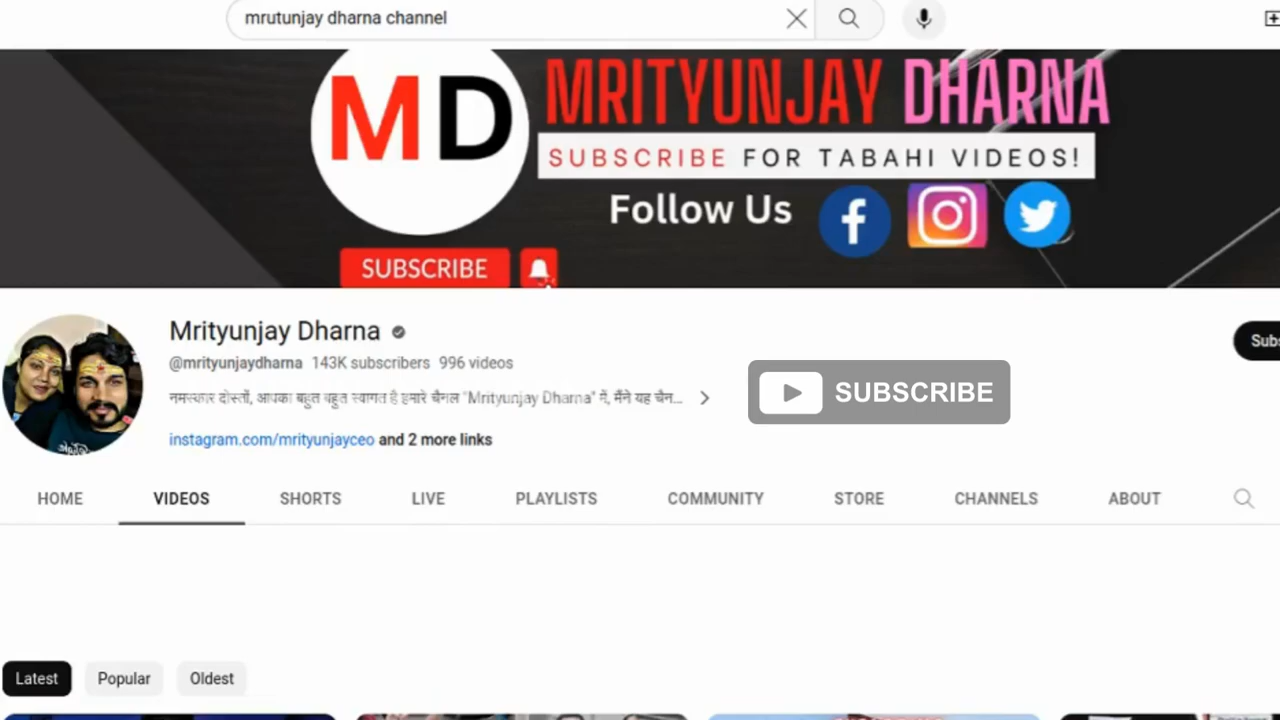 mrutunjay dharna channel
MD
MRITYUNJAY DHARNA
SUBSCRIBE FOR TABAHI VIDEOS!
Follow Us
SUBSCRIBE
Mrityunjay Dharna
@mrityunjaydharna 143K subscribers 996 videos
नमस्कार दोस्तों, आपका बहुत बहुत स्वागत है हमारे चैनल "Mrityunjay Dharna" में, मैंने यह चैन...
instagram.com/mrityunjayceo and 2 more links
Subs
SUBSCRIBE
HOME VIDEOS SHORTS LIVE PLAYLISTS COMMUNITY STORE CHANNELS ABOUT
Latest Popular Oldest